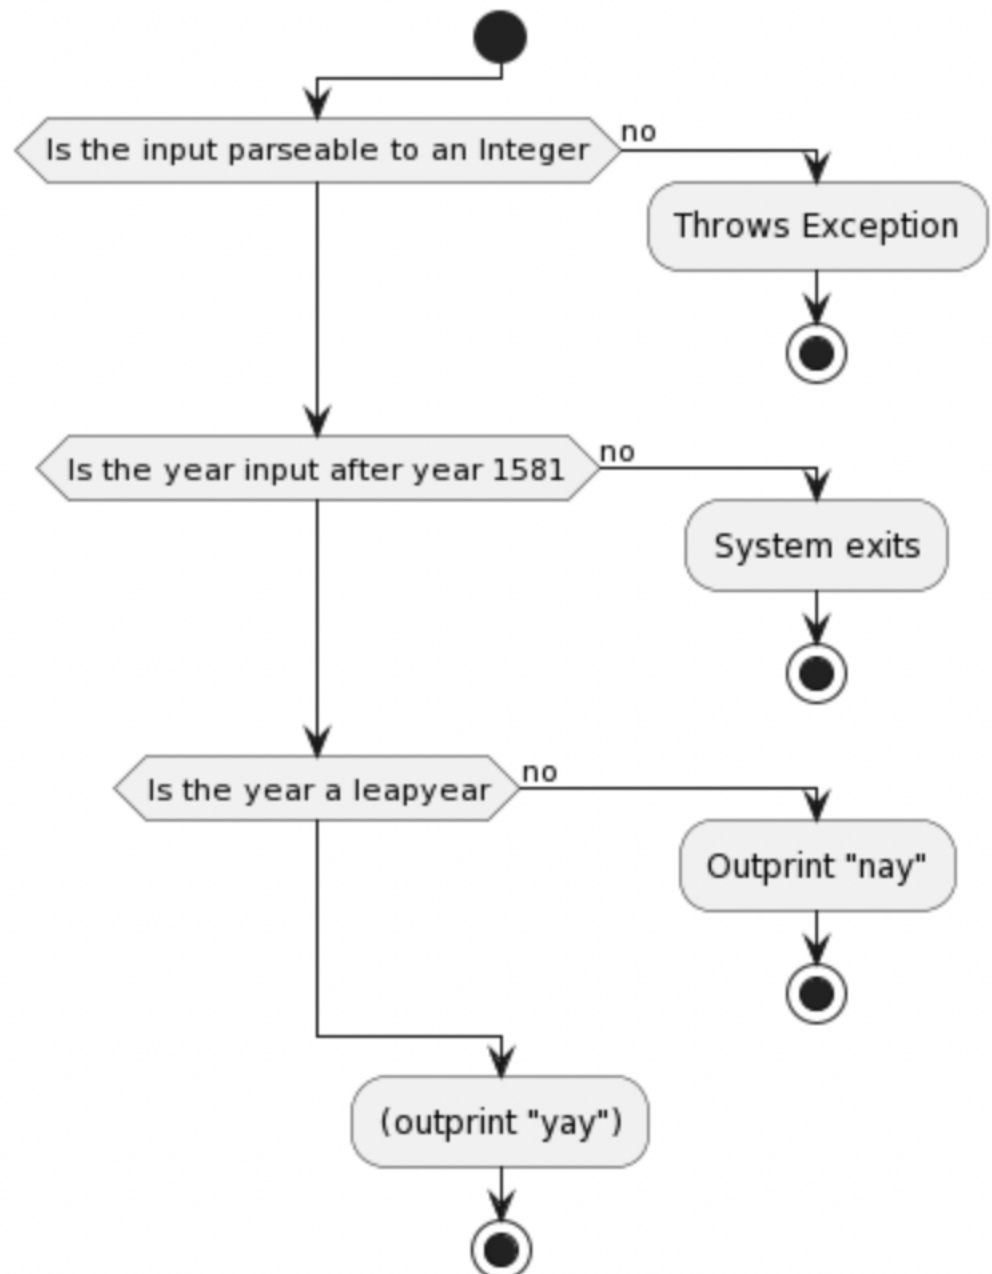 Is the input parseable to an Integer
no
Throws Exception
Is the year input after year 1581
no
System exits
Is the year a leapyear
no
Outprint "nay"
(outprint "yay")